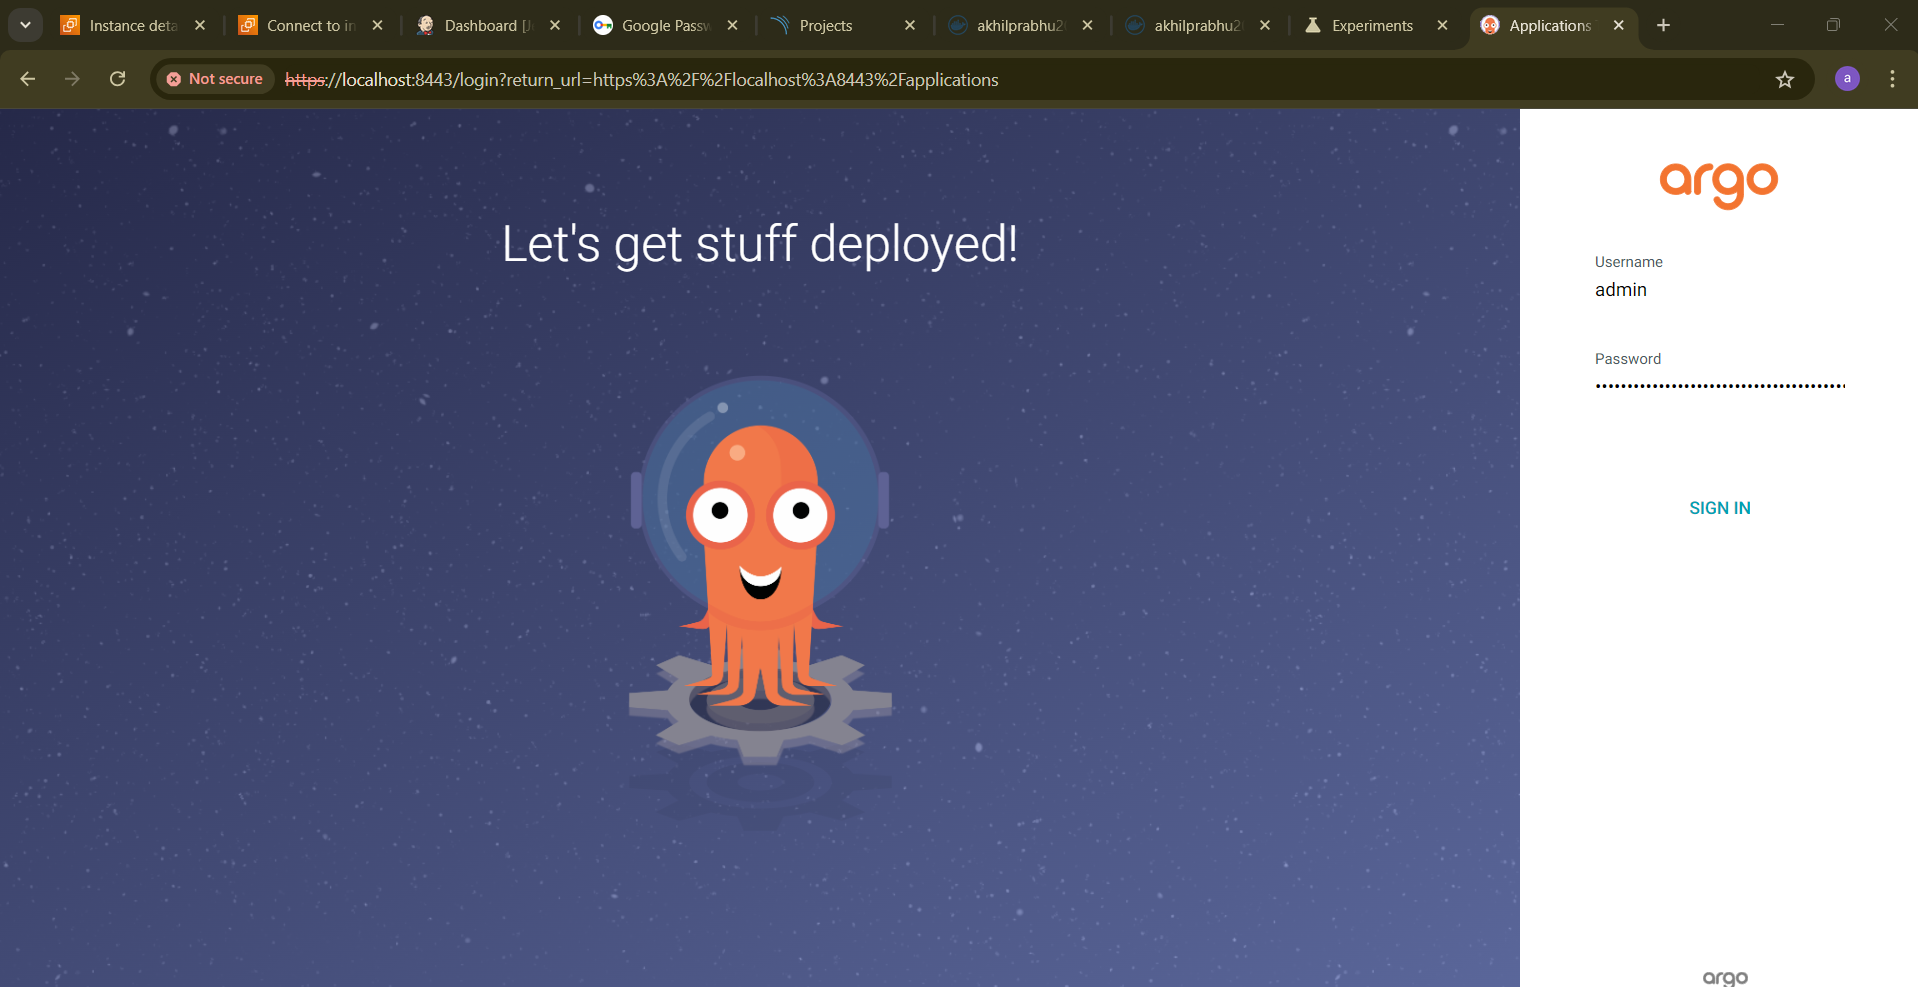 Instance deta
Connect to in
Dashboard [J
Google Passw
Projects
akhilprabhu2
akhilprabhu2
Experiments
Applications
Not secure
https://localhost:8443/login?return_url=https%3A%2F%2Flocalhost%3A8443%2Fapplications
a
Let's get stuff deployed!
argo
Username
admin
Password
••••••••••••••••••••••••••••••••••••••••
SIGN IN
argo